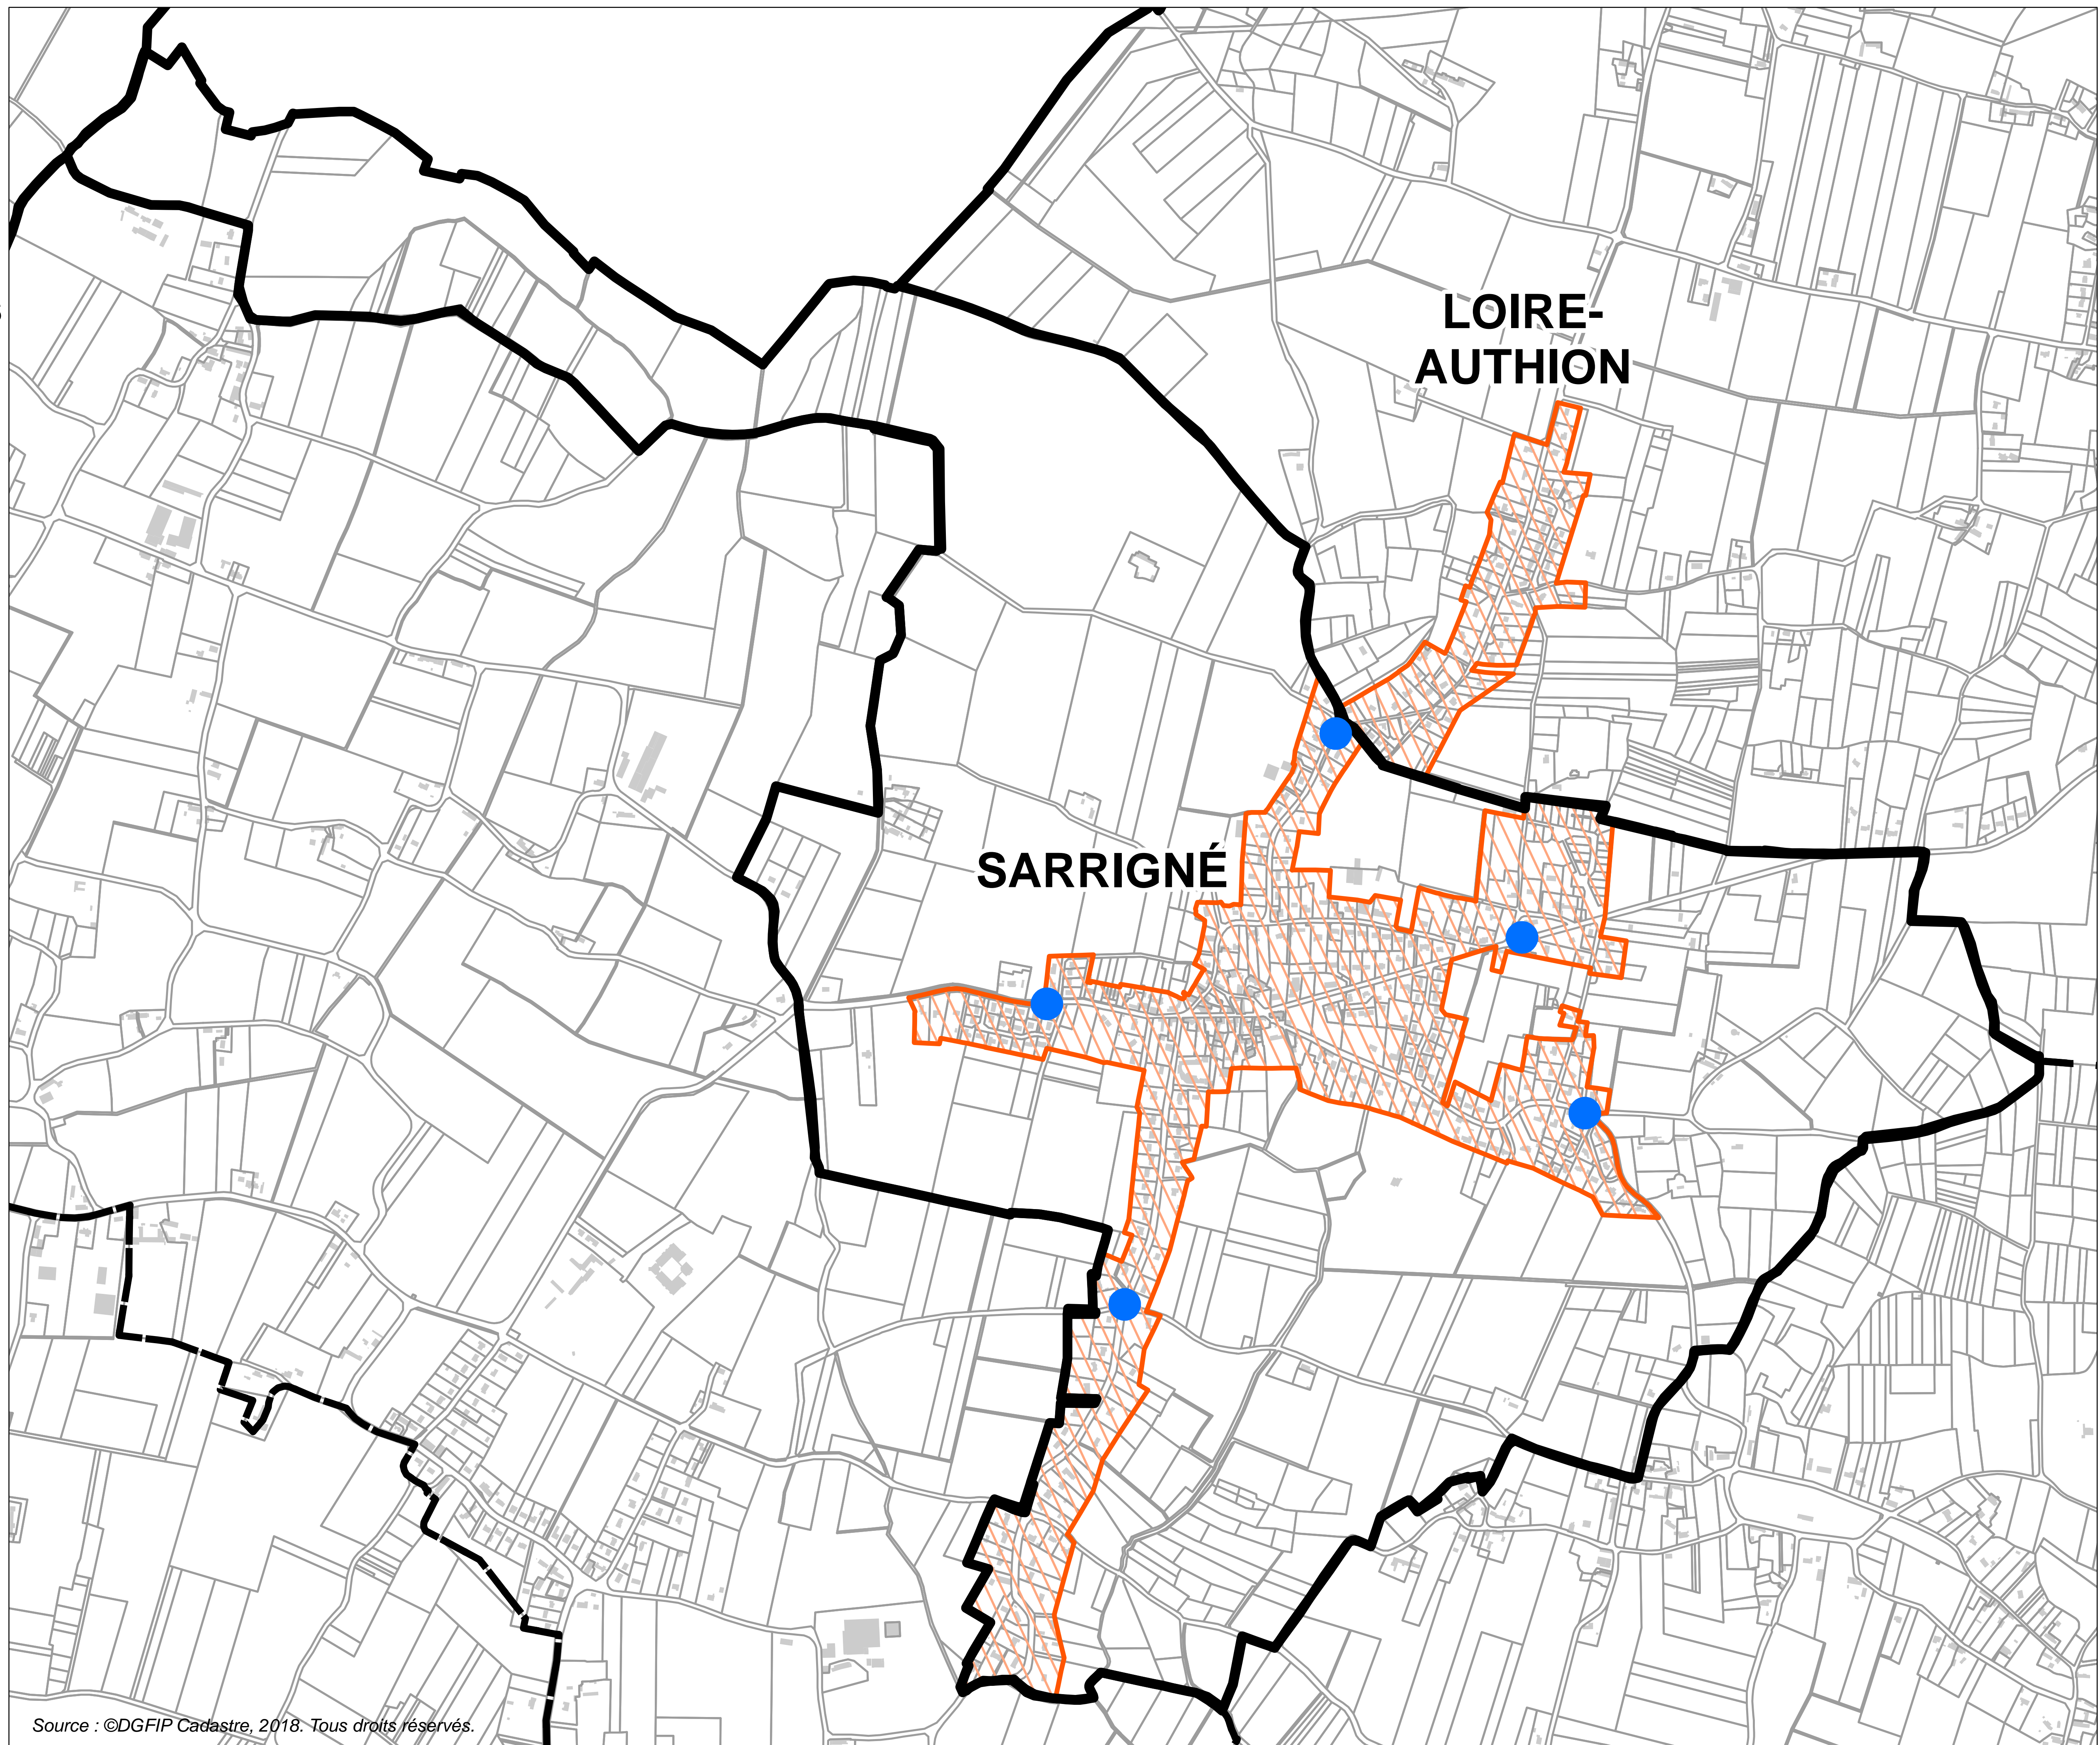 LOIRE-
AUTHION
SARRIGNÉ
Source : ©DGFIP Cadastre, 2018. Tous droits réservés.